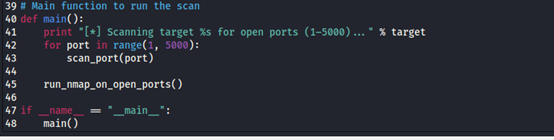 39 # Main function to run the scan
40 def main():
41     print "[*] Scanning target %s for open ports (1-5000)..." % target
42     for port in range(1, 5000):
43         scan_port(port)
44
45     run_nmap_on_open_ports()
46
47 if __name__ == "__main__":
48     main()